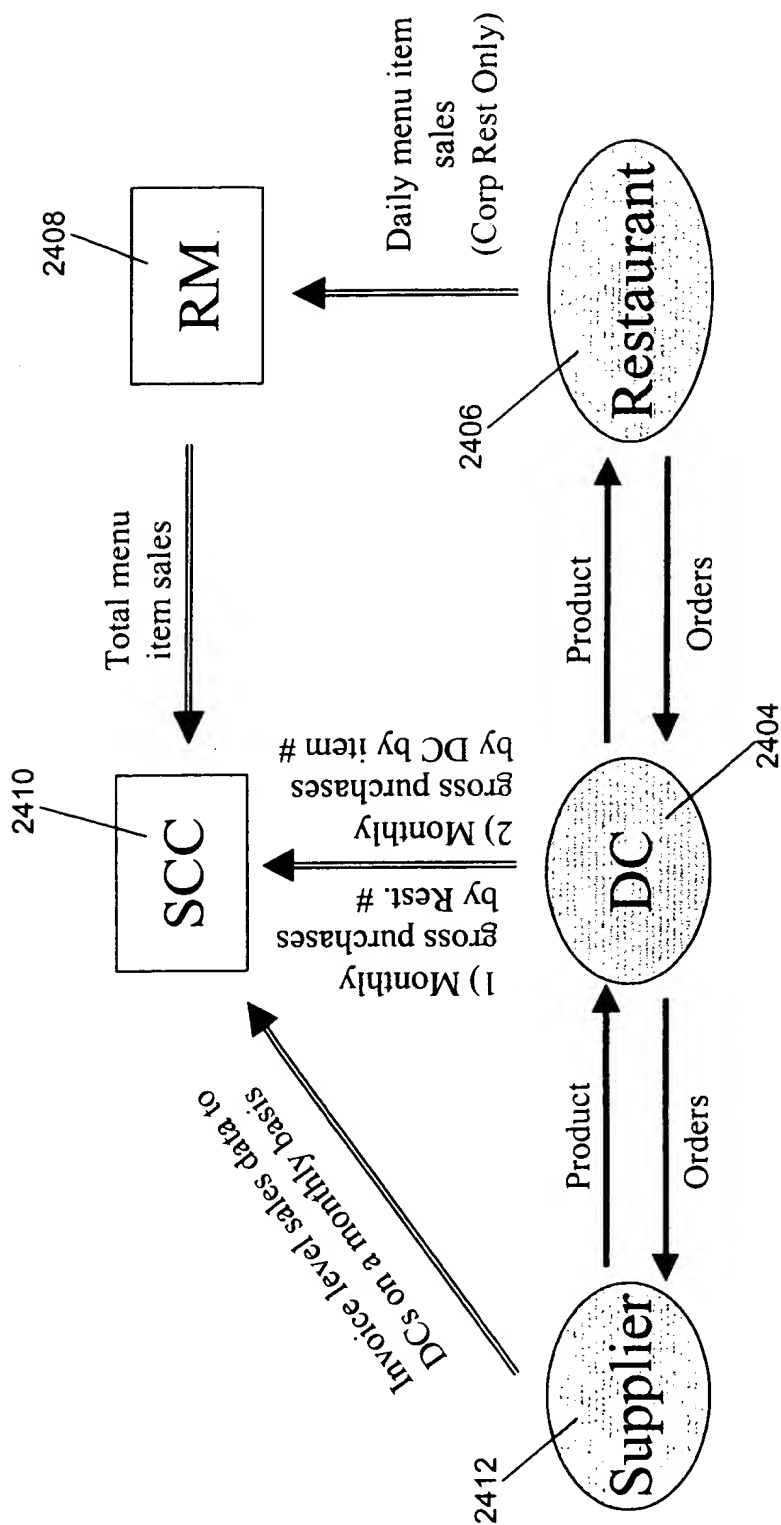 2410
SCC
Total menu
item sales
2408
RM
Invoice level sales data to
DCs on a monthly basis
1) Monthly
gross purchases
by Rest. #
2) Monthly
gross purchases
by DC by item #
Daily menu item
sales
(Corp Rest Only)
2412
Supplier
Product
Orders
DC
2404
Product
Orders
2406
Restaurant